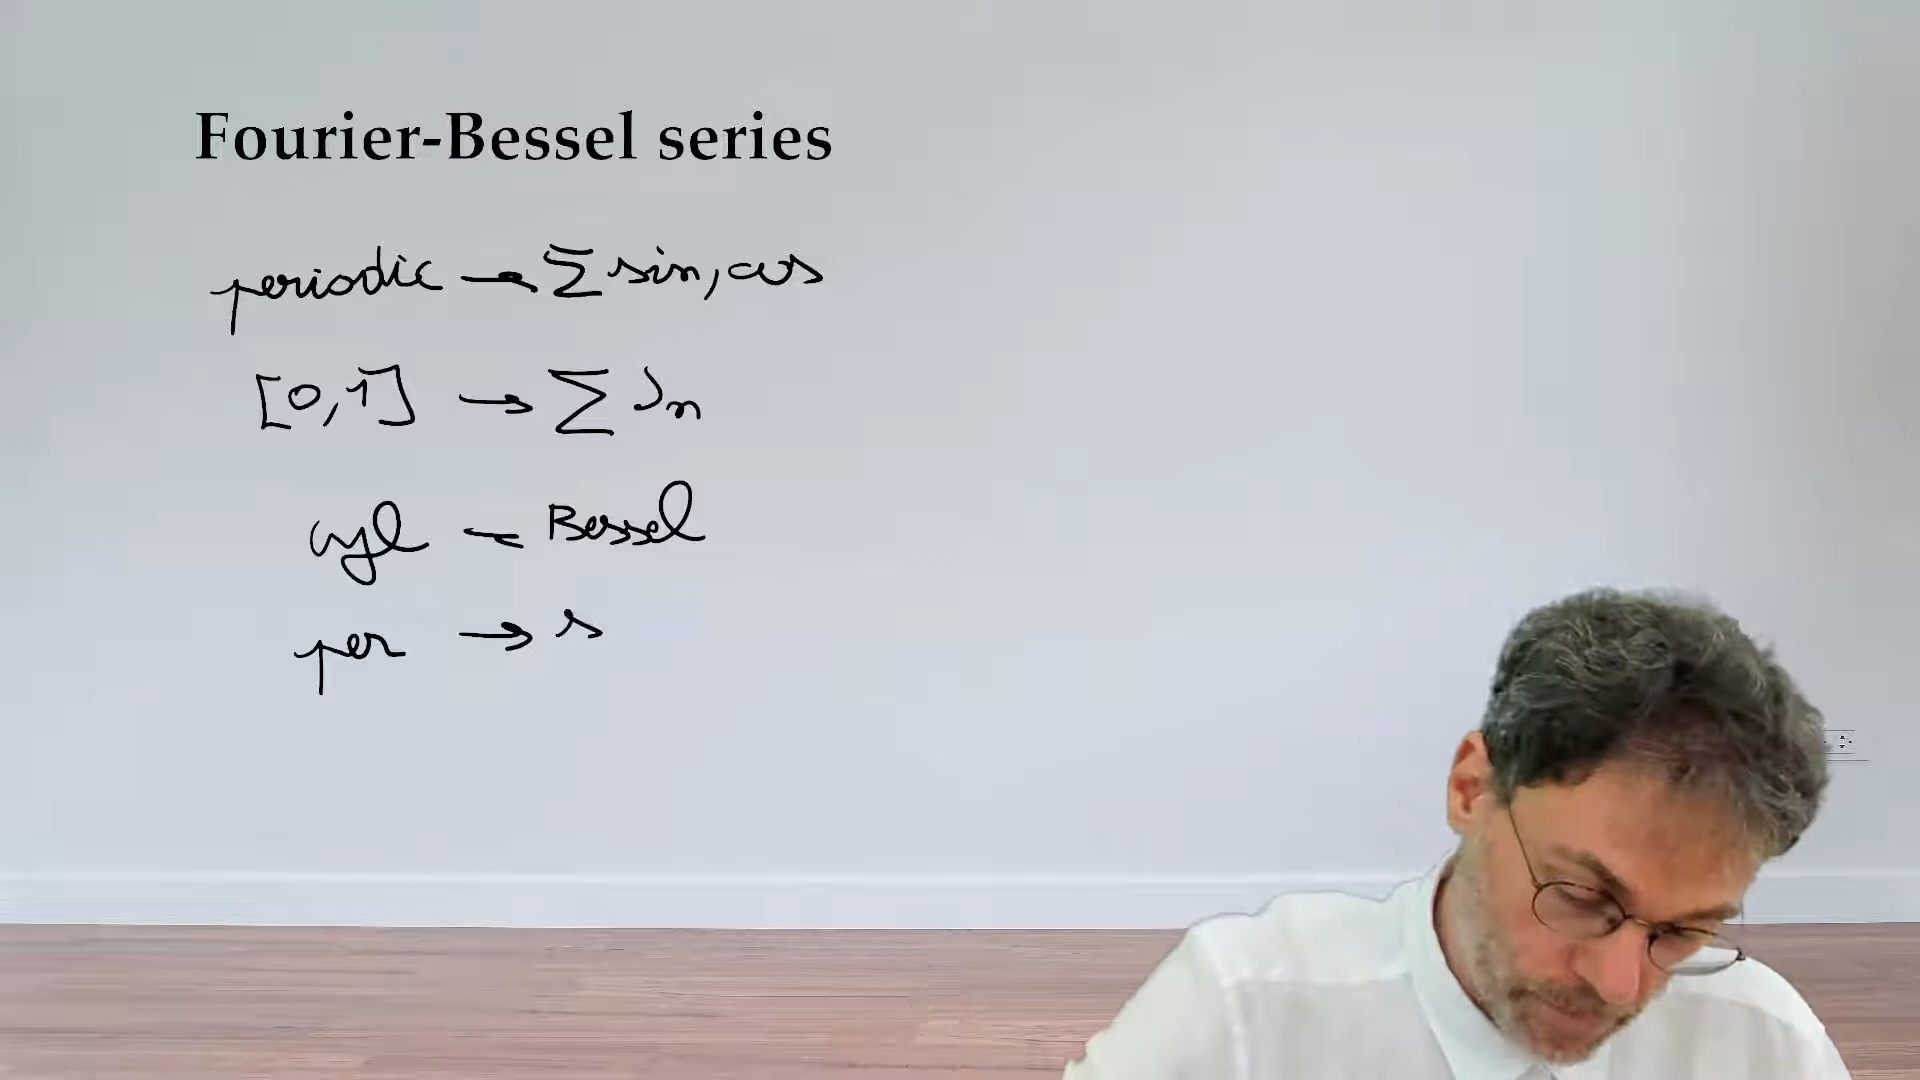 Fourier-Bessel series
periodic → Σ sin, cos
[0,1] → Σ Jn
cyl → Bessel
per → s